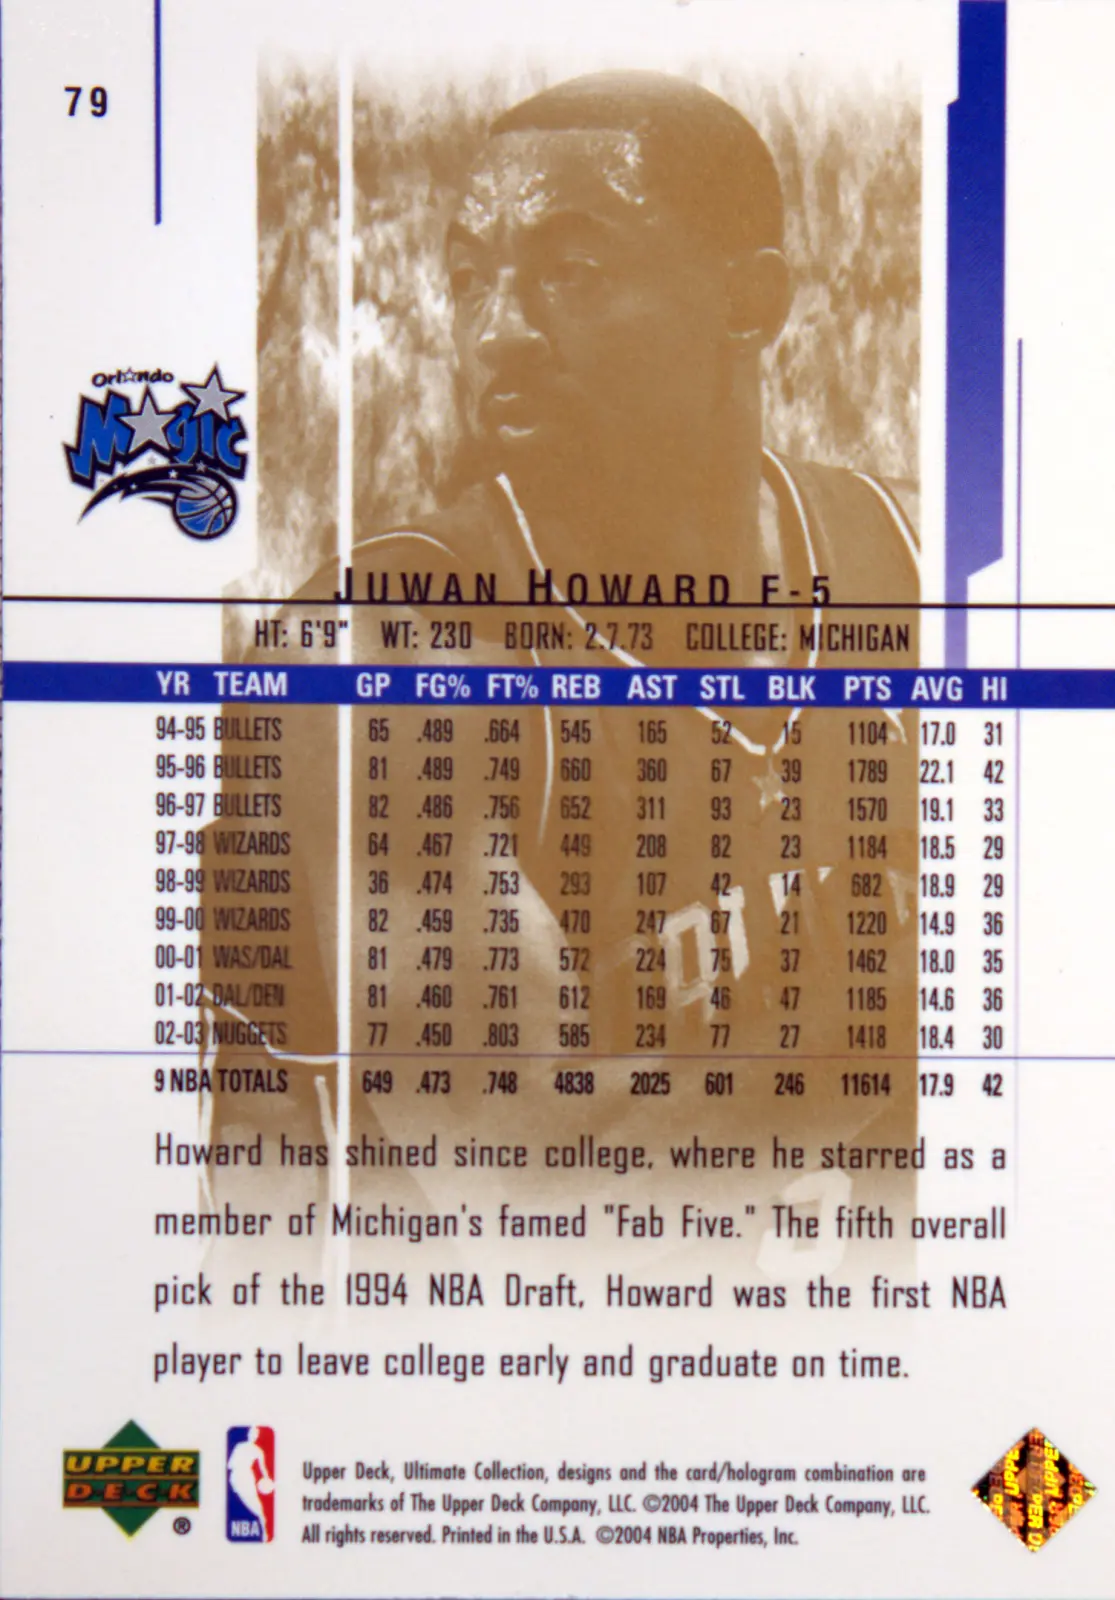 79
Orlando
Magic
JUWAN HOWARD F-5
HT: 6'9" WT: 230 BORN: 2.7.73 COLLEGE: MICHIGAN
YR TEAM GP FG% FT% REB AST STL BLK PTS AVG HI
94-95 BULLETS 65 .489 .664 545 165 52 15 1104 17.0 31
95-96 BULLETS 81 .489 .749 660 360 67 39 1789 22.1 42
96-97 BULLETS 82 .486 .756 652 311 93 23 1570 19.1 33
97-98 WIZARDS 64 .467 .721 449 208 82 23 1184 18.5 29
98-99 WIZARDS 36 .474 .753 293 107 42 14 682 18.9 29
99-00 WIZARDS 82 .459 .735 470 247 67 21 1220 14.9 36
00-01 WAS/DAL 81 .479 .773 572 224 75 37 1462 18.0 35
01-02 DAL/DEN 81 .460 .761 612 169 46 47 1185 14.6 36
02-03 NUGGETS 77 .450 .803 585 234 77 27 1418 18.4 30
9 NBA TOTALS 649 .473 .748 4838 2025 601 246 11614 17.9 42
Howard has shined since college, where he starred as a
member of Michigan's famed "Fab Five." The fifth overall
pick of the 1994 NBA Draft, Howard was the first NBA
player to leave college early and graduate on time.
UPPER
DECK
®
NBA
Upper Deck, Ultimate Collection, designs and the card/hologram combination are
trademarks of The Upper Deck Company, LLC. ©2004 The Upper Deck Company, LLC.
All rights reserved. Printed in the U.S.A. ©2004 NBA Properties, Inc.